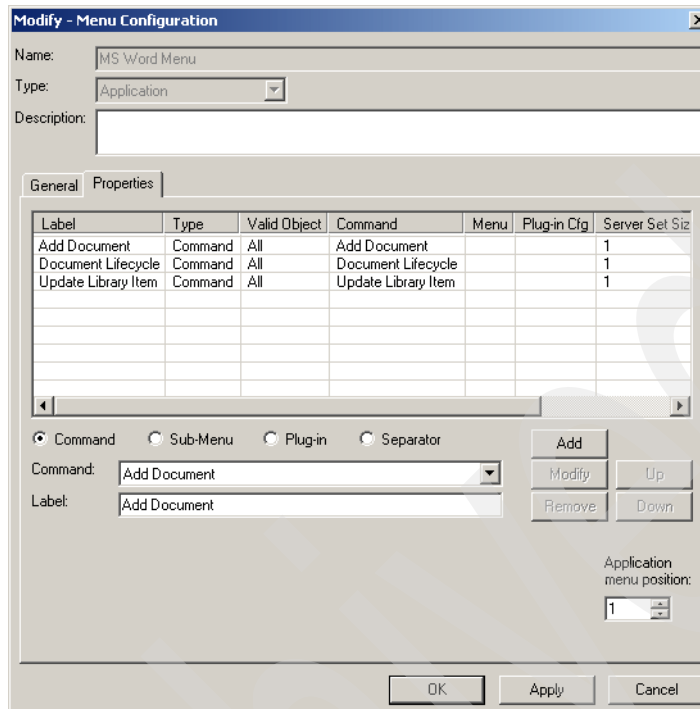 Modify - Menu Configuration
Name: MS Word Menu
Type: Application
Description:
General Properties
Label Type Valid Object Command Menu Plug-in Cfg Server Set Siz
Add Document Command All Add Document 1
Document Lifecycle Command All Document Lifecycle 1
Update Library Item Command All Update Library Item 1
Command Sub-Menu Plug-in Separator Add
Command: Add Document Modify Up
Label: Add Document Remove Down
Application
menu position:
1
OK Apply Cancel